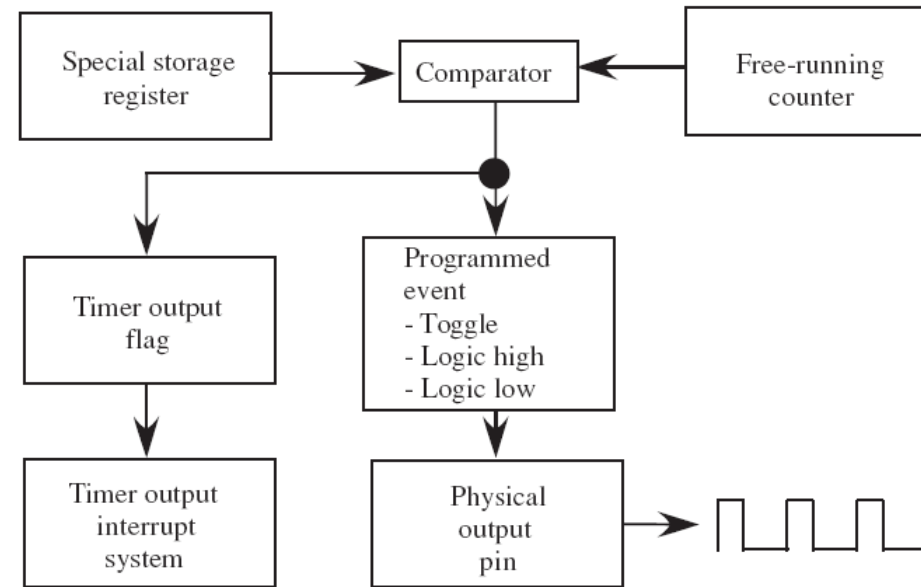 Special storage
register
Comparator
Free-running
counter
Timer output
flag
Programmed
event
- Toggle
- Logic high
- Logic low
Timer output
interrupt
system
Physical
output
pin